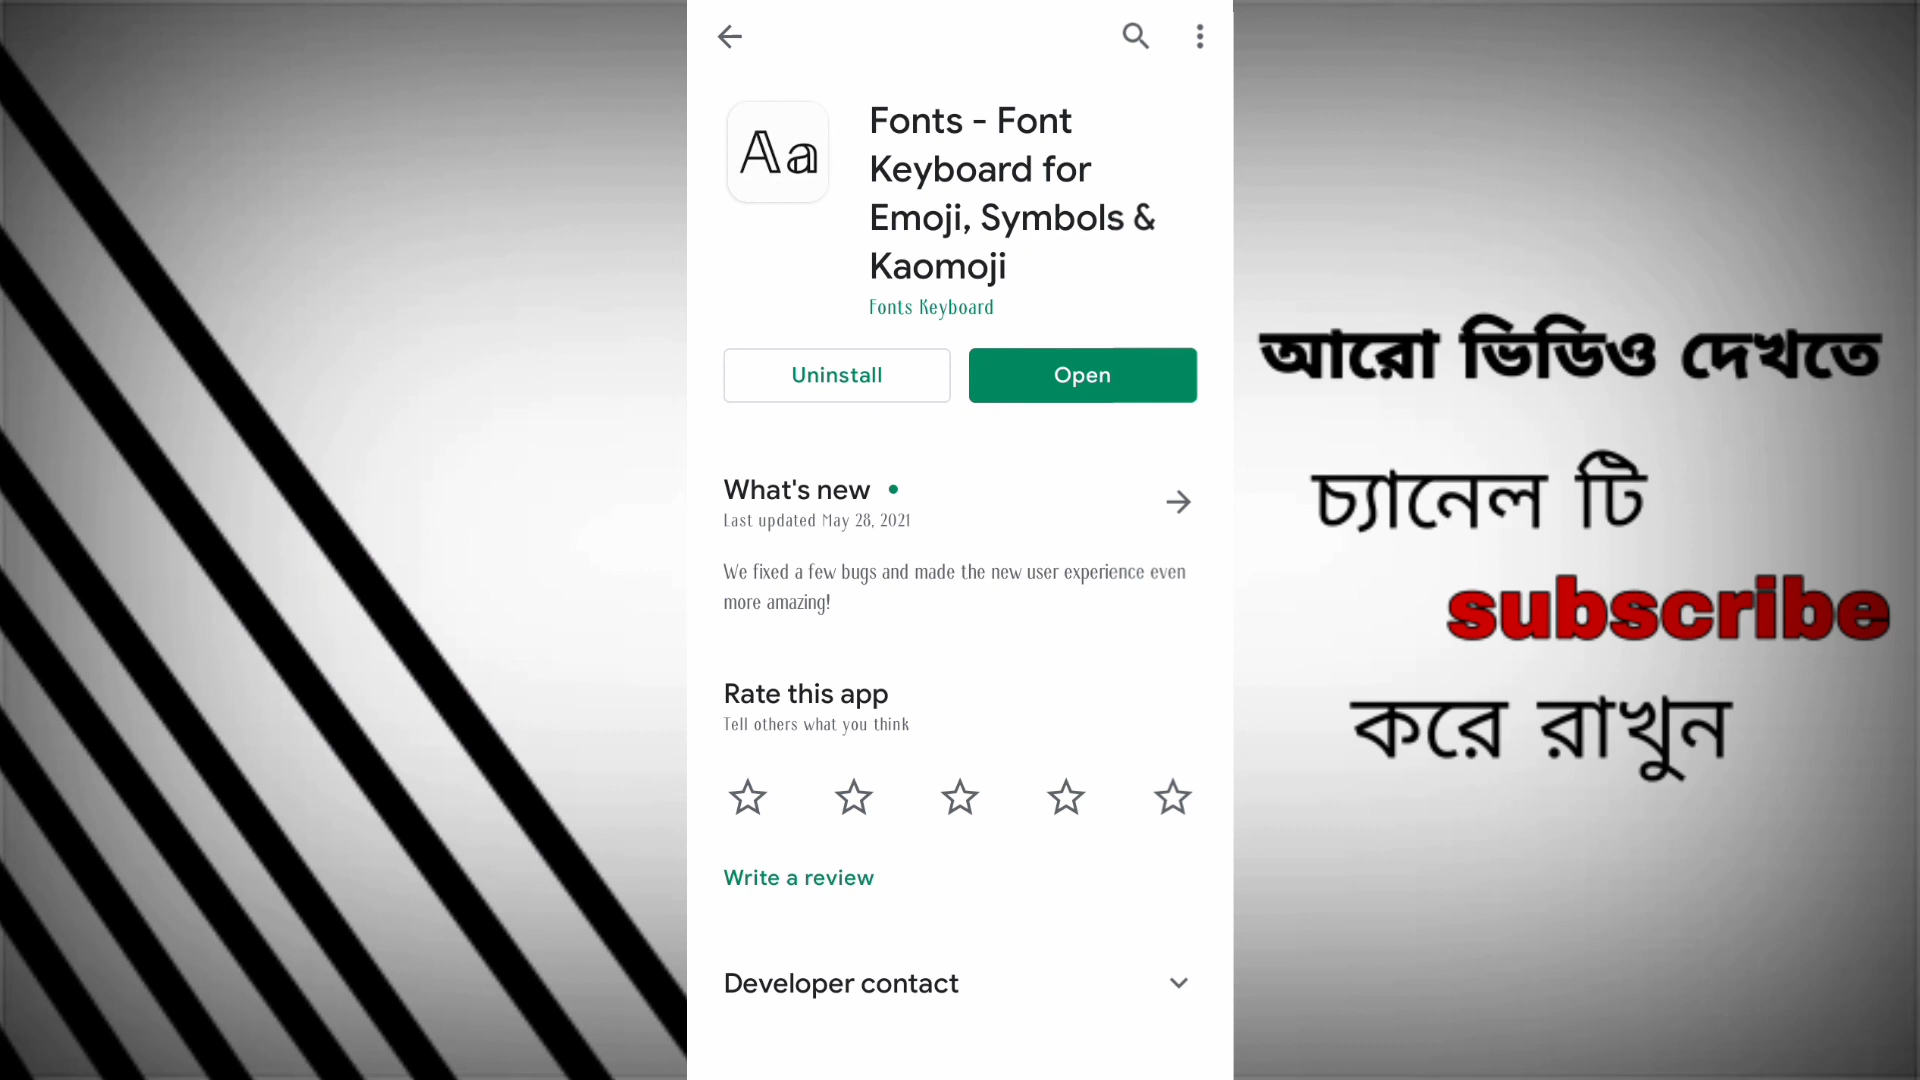 Aa
Fonts - Font
Keyboard for
Emoji, Symbols &
Kaomoji
Fonts Keyboard
Uninstall
Open
What's new
Last updated May 28, 2021
We fixed a few bugs and made the new user experience even
more amazing!
Rate this app
Tell others what you think
Write a review
Developer contact
আরো ভিডিও দেখতে
চ্যানেল টি
subscribe
করে রাখুন